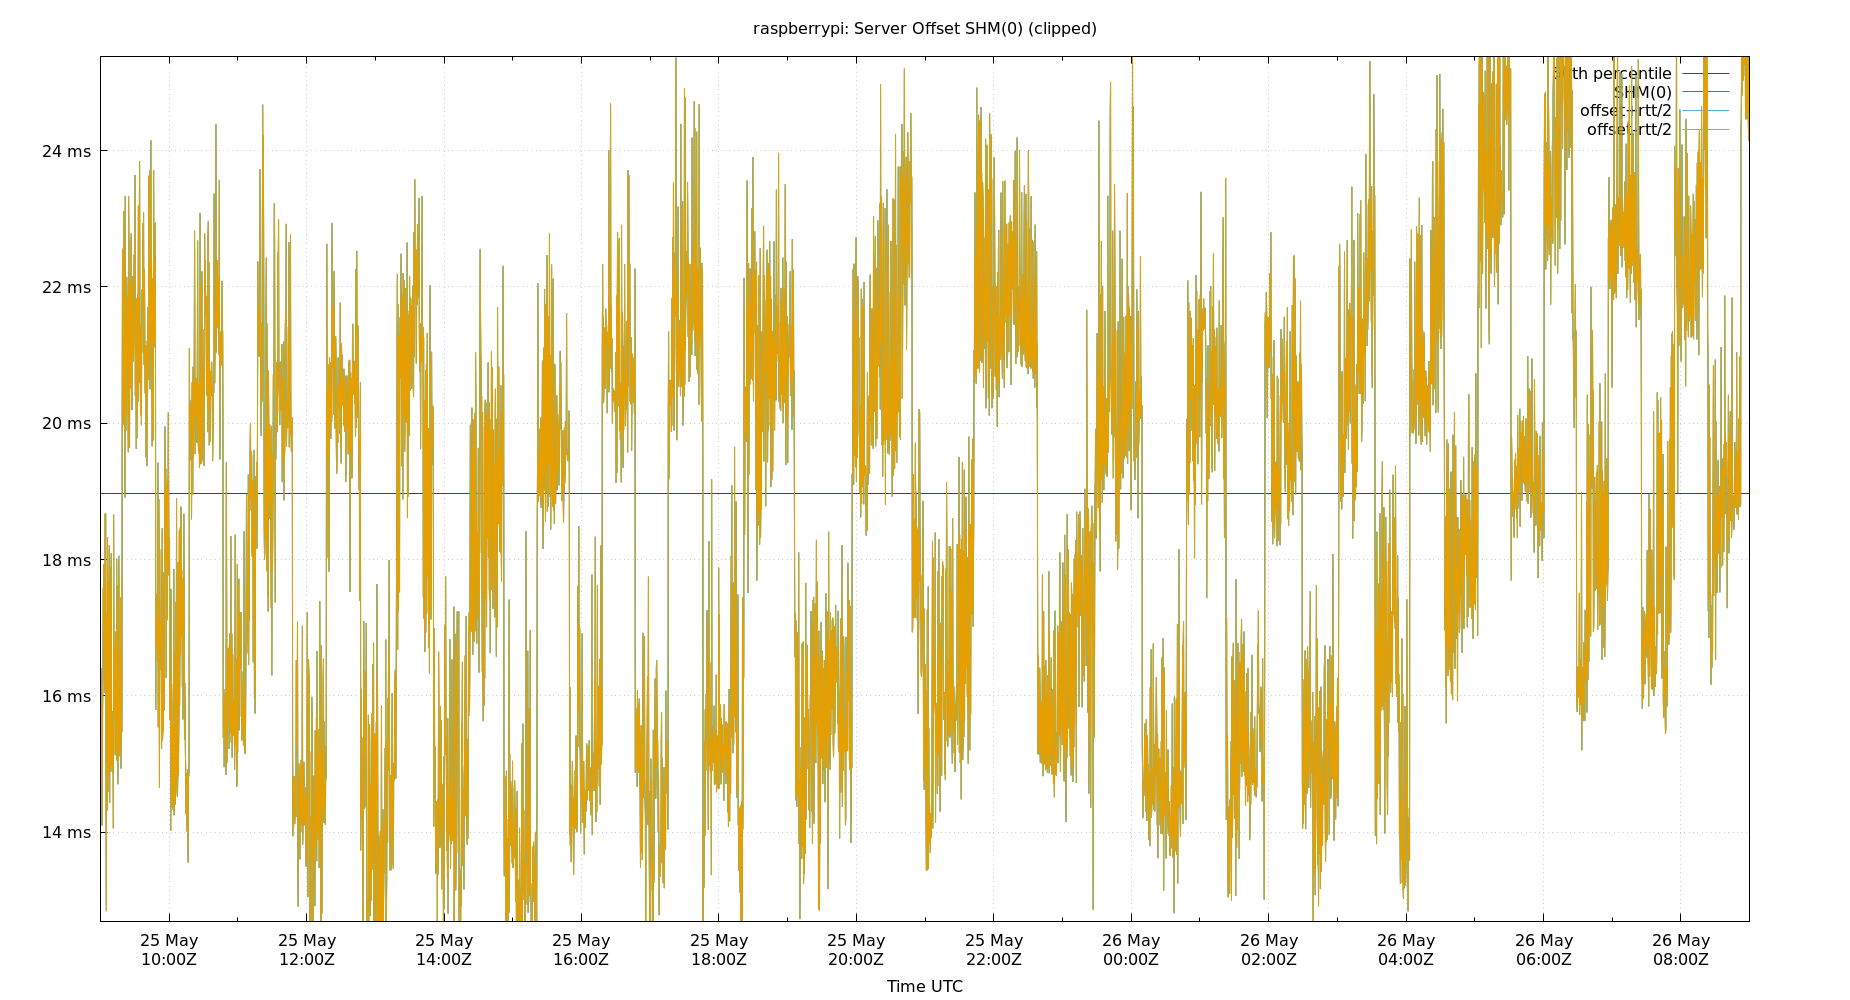 raspberrypi: Server Offset SHM(0) (clipped)
percentile
SHM(0)
offset+rtt/2
offset-rtt/2
24 ms
22 ms
20 ms
18 ms
16 ms
14 ms
25 May 25 May 25 May 25 May 25 May 25 May 25 May 26 May 26 May 26 May 26 May 26 May
10:00Z 12:00Z 14:00Z 16:00Z 18:00Z 20:00Z 22:00Z 00:00Z 02:00Z 04:00Z 06:00Z 08:00Z
Time UTC